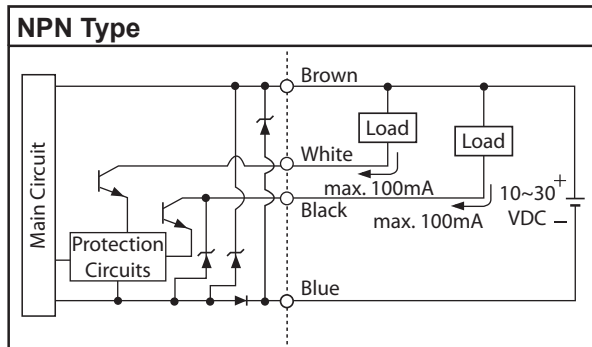 NPN Type
Brown
Load
Load
White
max. 100mA
10~30
+
VDC
−
Black
max. 100mA
Main Circuit
Protection
Circuits
Blue